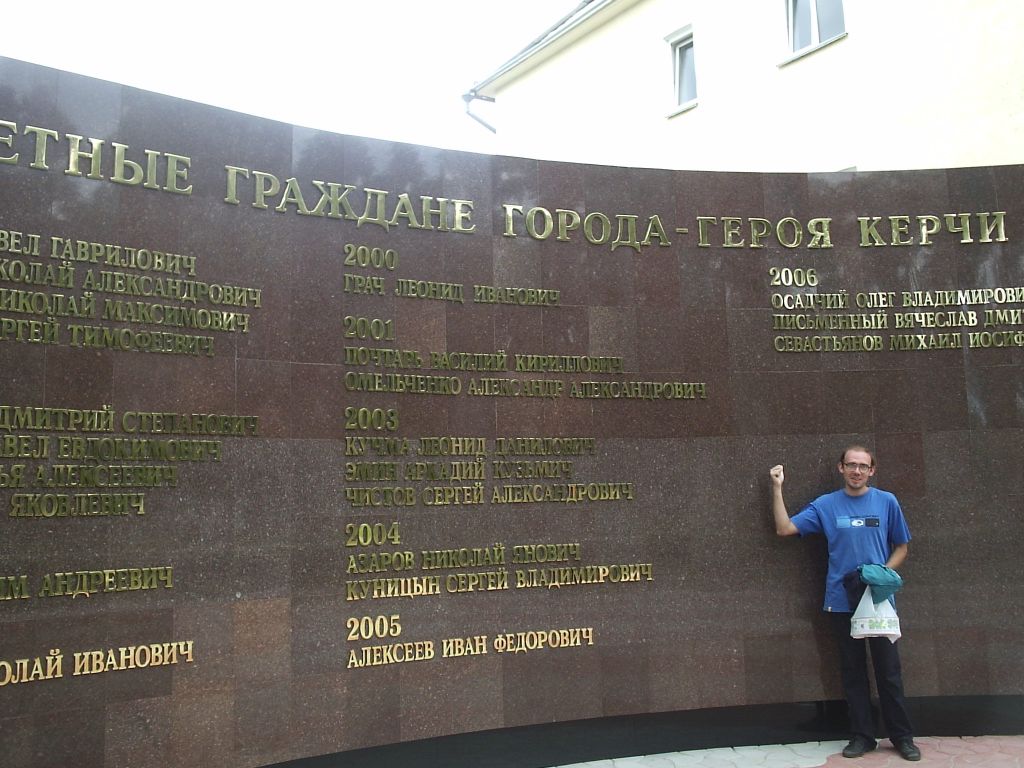 ЕТНЫЕ ГРАЖДАНЕ ГОРОДА-ГЕРОЯ КЕРЧИ
ВЕЛ ГАВРИЛОВИЧ
КОЛАЙ АЛЕКСАНДРОВИЧ
НИКОЛАЙ МАКСИМОВИЧ
РГЕЙ ТИМОФЕЕВИЧ
ДМИТРИЙ СТЕПАНОВИЧ
АВЕЛ ЕВДОКИМОВИЧ
ЬЯ АЛЕКСЕЕВИЧ
ЯКОВЛЕВИЧ
ИМ АНДРЕЕВИЧ
ОЛАЙ ИВАНОВИЧ
2000
ГРАЧ ЛЕОНИД ИВАНОВИЧ
2001
ПОЧТАРЬ ВАСИЛИЙ КИРИЛЛОВИЧ
ОМЕЛЬЧЕНКО АЛЕКСАНДР АЛЕКСАНДРОВИЧ
2003
КУЧМА ЛЕОНИД ДАНИЛОВИЧ
ЭМИН АРКАДИЙ КУЗЬМИЧ
ЧИСТОВ СЕРГЕЙ АЛЕКСАНДРОВИЧ
2004
АЗАРОВ НИКОЛАЙ ЯНОВИЧ
КУНИЦЫН СЕРГЕЙ ВЛАДИМИРОВИЧ
2005
АЛЕКСЕЕВ ИВАН ФЕДОРОВИЧ
2006
ОСАДЧИЙ ОЛЕГ ВЛАДИМИРОВИ
ПИСЬМЕННЫЙ ВЯЧЕСЛАВ ДМИТ
СЕВАСТЬЯНОВ МИХАИЛ ИОСИФ